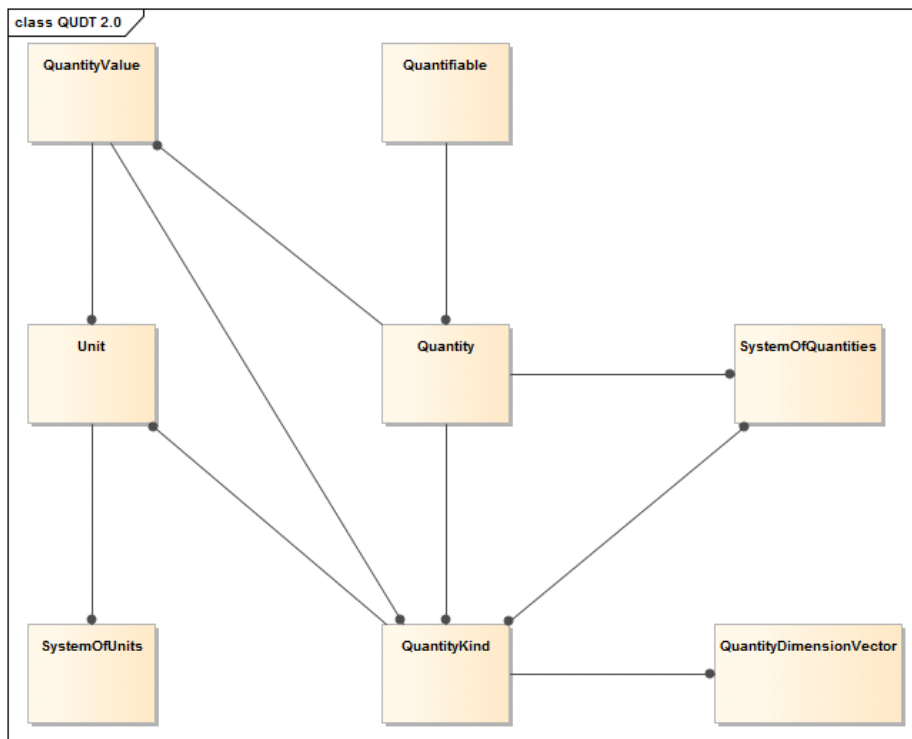 class QUDT 2.0
QuantityValue
Quantifiable
Unit
Quantity
SystemOfQuantities
SystemOfUnits
QuantityKind
QuantityDimensionVector